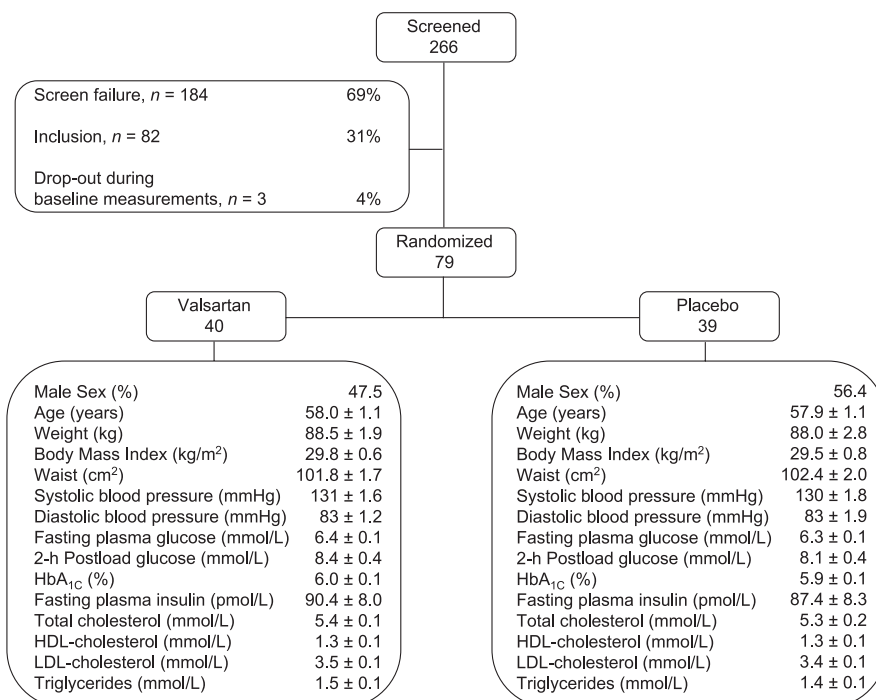 Screened
266
Screen failure, n = 184 69%
Inclusion, n = 82 31%
Drop-out during
baseline measurements, n = 3 4%
Randomized
79
Valsartan
40
Placebo
39
Male Sex (%) 47.5
Age (years) 58.0 ± 1.1
Weight (kg) 88.5 ± 1.9
Body Mass Index (kg/m²) 29.8 ± 0.6
Waist (cm²) 101.8 ± 1.7
Systolic blood pressure (mmHg) 131 ± 1.6
Diastolic blood pressure (mmHg) 83 ± 1.2
Fasting plasma glucose (mmol/L) 6.4 ± 0.1
2-h Postload glucose (mmol/L) 8.4 ± 0.4
HbA1C (%) 6.0 ± 0.1
Fasting plasma insulin (pmol/L) 90.4 ± 8.0
Total cholesterol (mmol/L) 5.4 ± 0.1
HDL-cholesterol (mmol/L) 1.3 ± 0.1
LDL-cholesterol (mmol/L) 3.5 ± 0.1
Triglycerides (mmol/L) 1.5 ± 0.1
Male Sex (%) 56.4
Age (years) 57.9 ± 1.1
Weight (kg) 88.0 ± 2.8
Body Mass Index (kg/m²) 29.5 ± 0.8
Waist (cm²) 102.4 ± 2.0
Systolic blood pressure (mmHg) 130 ± 1.8
Diastolic blood pressure (mmHg) 83 ± 1.9
Fasting plasma glucose (mmol/L) 6.3 ± 0.1
2-h Postload glucose (mmol/L) 8.1 ± 0.4
HbA1C (%) 5.9 ± 0.1
Fasting plasma insulin (pmol/L) 87.4 ± 8.3
Total cholesterol (mmol/L) 5.3 ± 0.2
HDL-cholesterol (mmol/L) 1.3 ± 0.1
LDL-cholesterol (mmol/L) 3.4 ± 0.1
Triglycerides (mmol/L) 1.4 ± 0.1